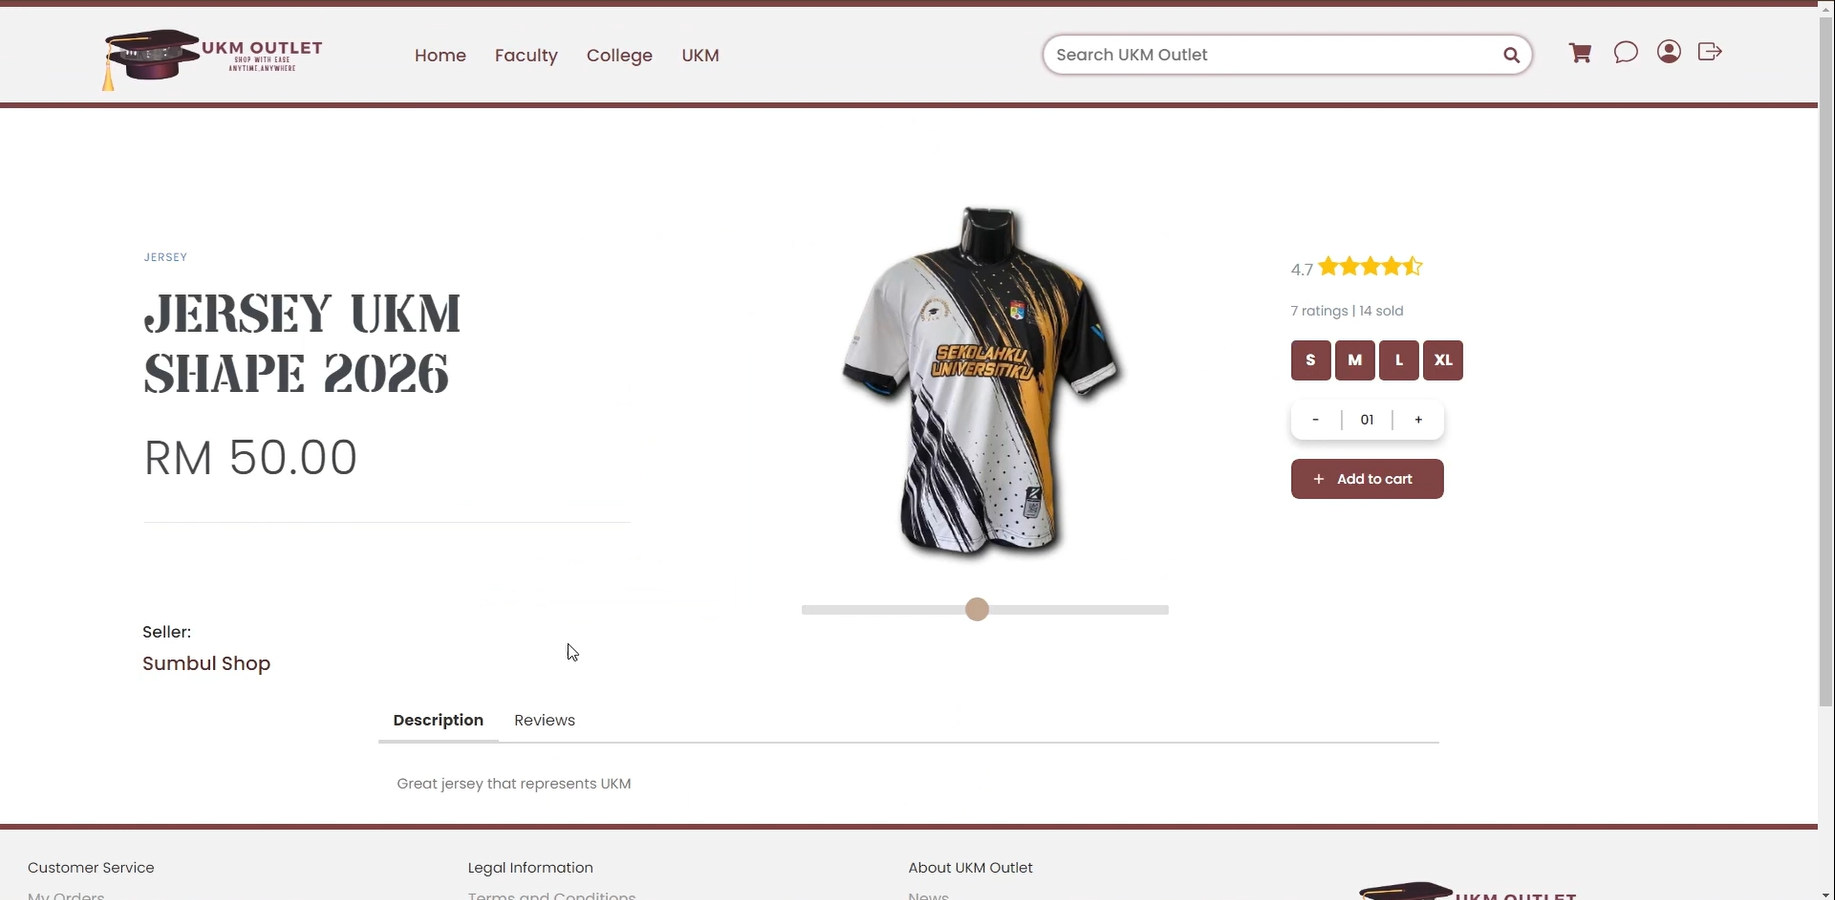 UKM OUTLET
SHOP WITH EASE
ANYTIME,ANYWHERE
Home
Faculty
College
UKM
Search UKM Outlet
JERSEY
JERSEY UKM
SHAPE 2026
RM 50.00
SEKOLAHKU
UNIVERSITIKU
4.7
7 ratings | 14 sold
S
M
L
XL
-
01
+
+ Add to cart
Seller:
Sumbul Shop
Description
Reviews
Great jersey that represents UKM
Customer Service
Legal Information
About UKM Outlet
My Orders
Terms and Conditions
News
UKM OUTLET